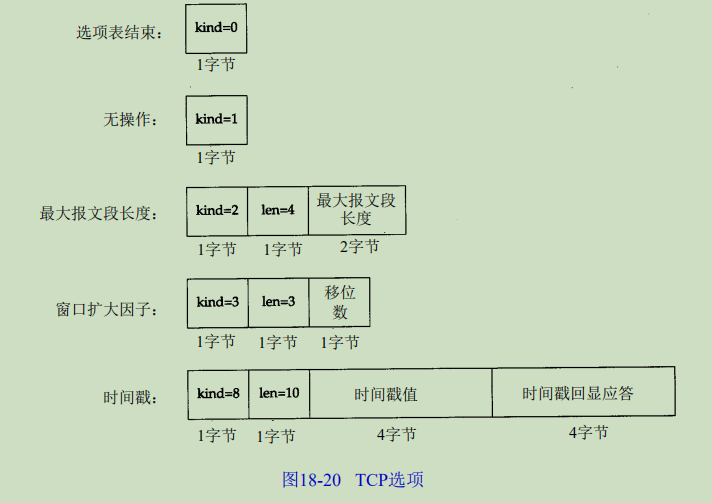 选项表结束：
kind=0
1字节
无操作：
kind=1
1字节
最大报文段长度：
kind=2
len=4
最大报文段
长度
1字节
1字节
2字节
窗口扩大因子：
kind=3
len=3
移位
数
1字节
1字节
1字节
时间戳：
kind=8
len=10
时间戳值
时间戳回显应答
1字节
1字节
4字节
4字节
图18-20 TCP选项